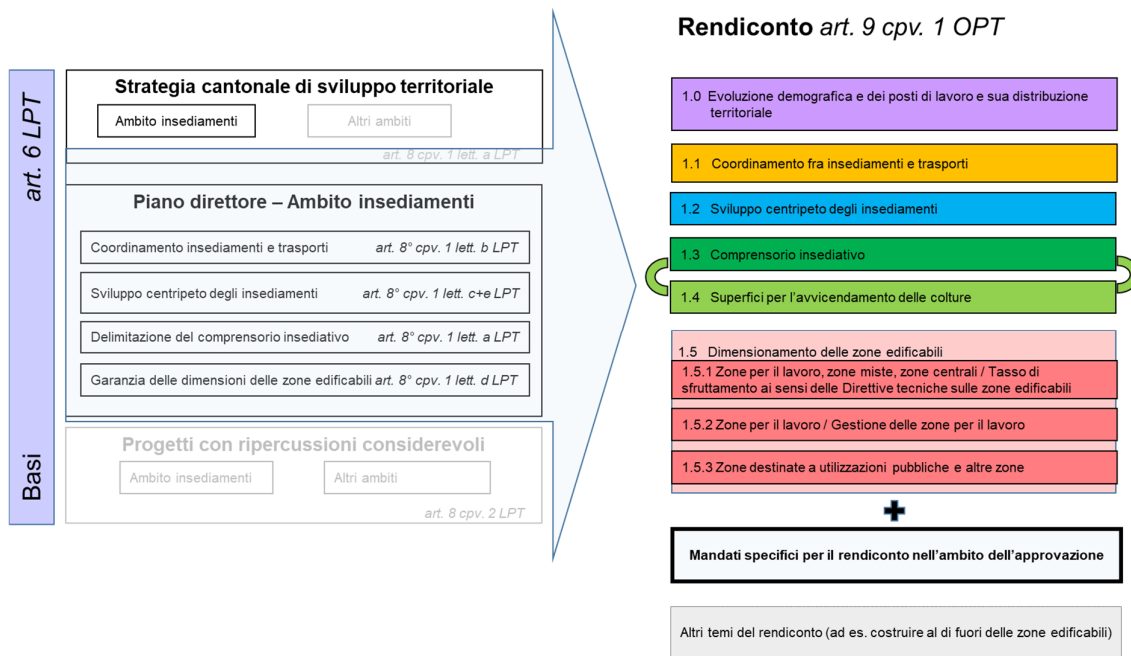 Rendiconto art. 9 cpv. 1 OPT
art. 6 LPT
Basi
Strategia cantonale di sviluppo territoriale
Ambito insediamenti
Altri ambiti
art. 8 cpv. 1 lett. a LPT
Piano direttore – Ambito insediamenti
Coordinamento insediamenti e trasporti art. 8° cpv. 1 lett. b LPT
Sviluppo centripeto degli insediamenti art. 8° cpv. 1 lett. c+e LPT
Delimitazione del comprensorio insediativo art. 8° cpv. 1 lett. a LPT
Garanzia delle dimensioni delle zone edificabili art. 8° cpv. 1 lett. d LPT
Progetti con ripercussioni considerevoli
Ambito insediamenti
Altri ambiti
art. 8 cpv. 2 LPT
1.0 Evoluzione demografica e dei posti di lavoro e sua distribuzione
territoriale
1.1 Coordinamento fra insediamenti e trasporti
1.2 Sviluppo centripeto degli insediamenti
1.3 Comprensorio insediativo
1.4 Superfici per l'avvicendamento delle colture
1.5 Dimensionamento delle zone edificabili
1.5.1 Zone per il lavoro, zone miste, zone centrali / Tasso di
sfruttamento ai sensi delle Direttive tecniche sulle zone edificabili
1.5.2 Zone per il lavoro / Gestione delle zone per il lavoro
1.5.3 Zone destinate a utilizzazioni pubbliche e altre zone
Mandati specifici per il rendiconto nell'ambito dell'approvazione
Altri temi del rendiconto (ad es. costruire al di fuori delle zone edificabili)